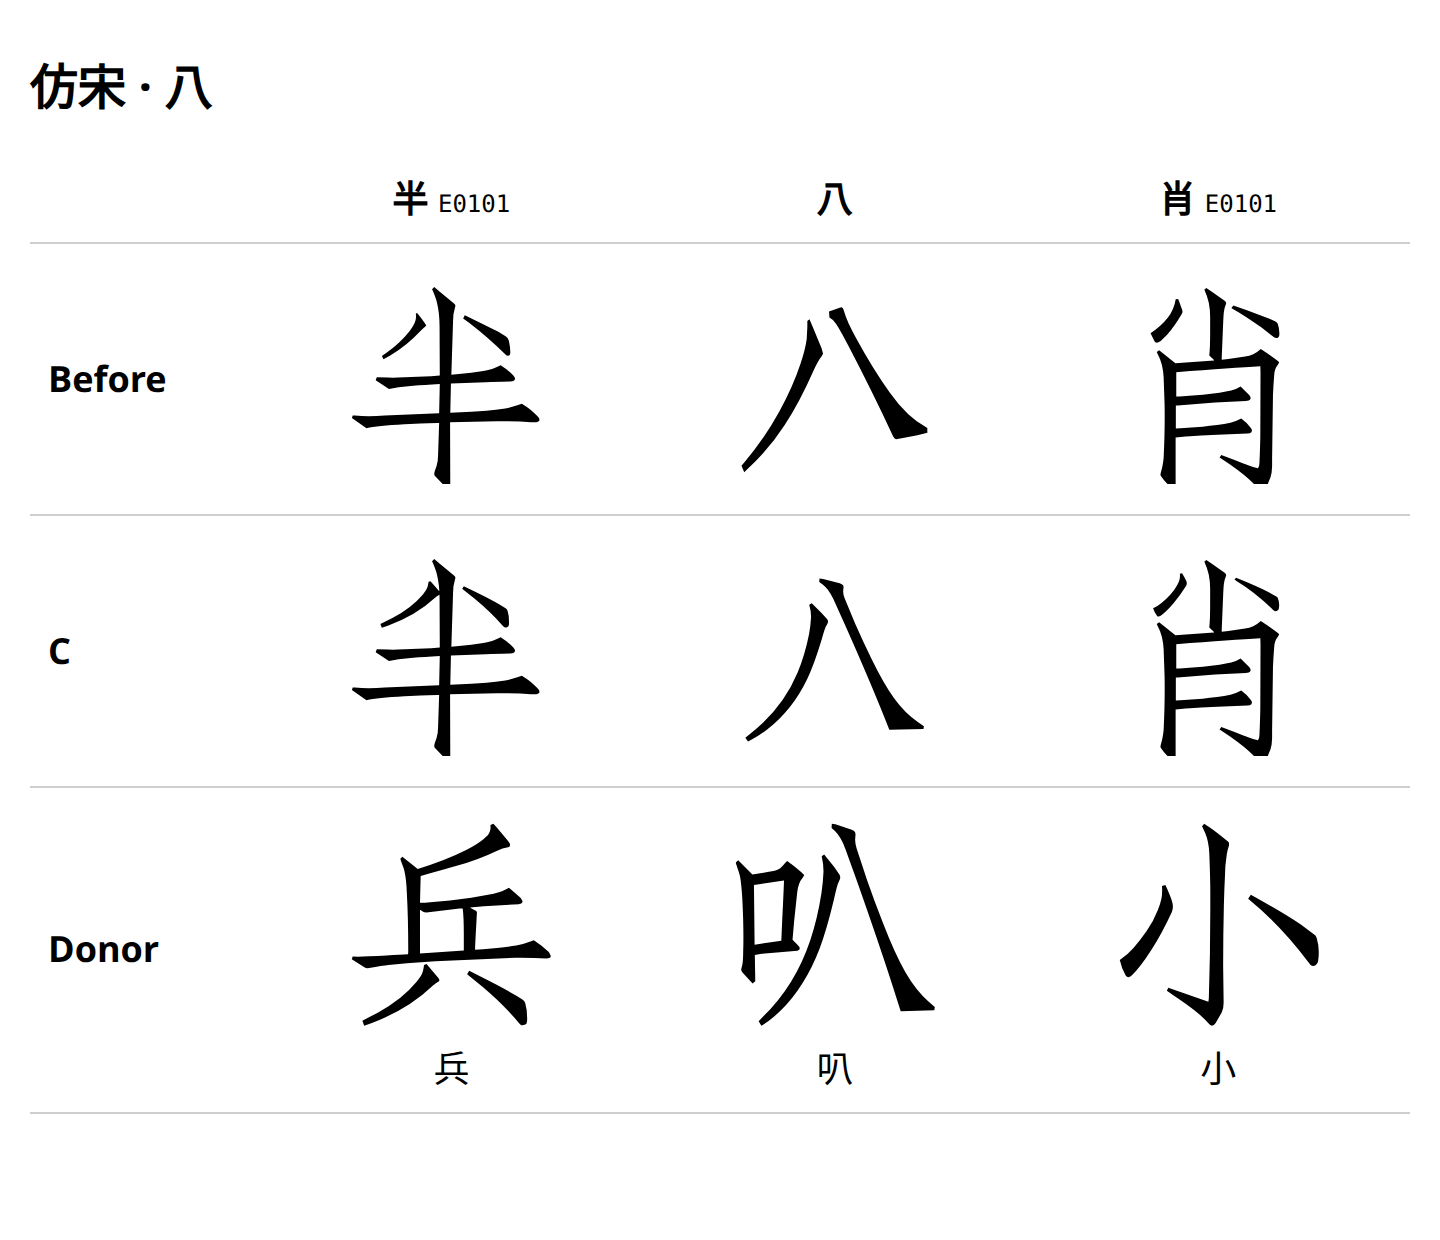 仿宋 · 八
半 E0101 八 肖 E0101
Before 半 八 肖
C 半 八 肖
Donor 兵 叭 小
兵 叭 小